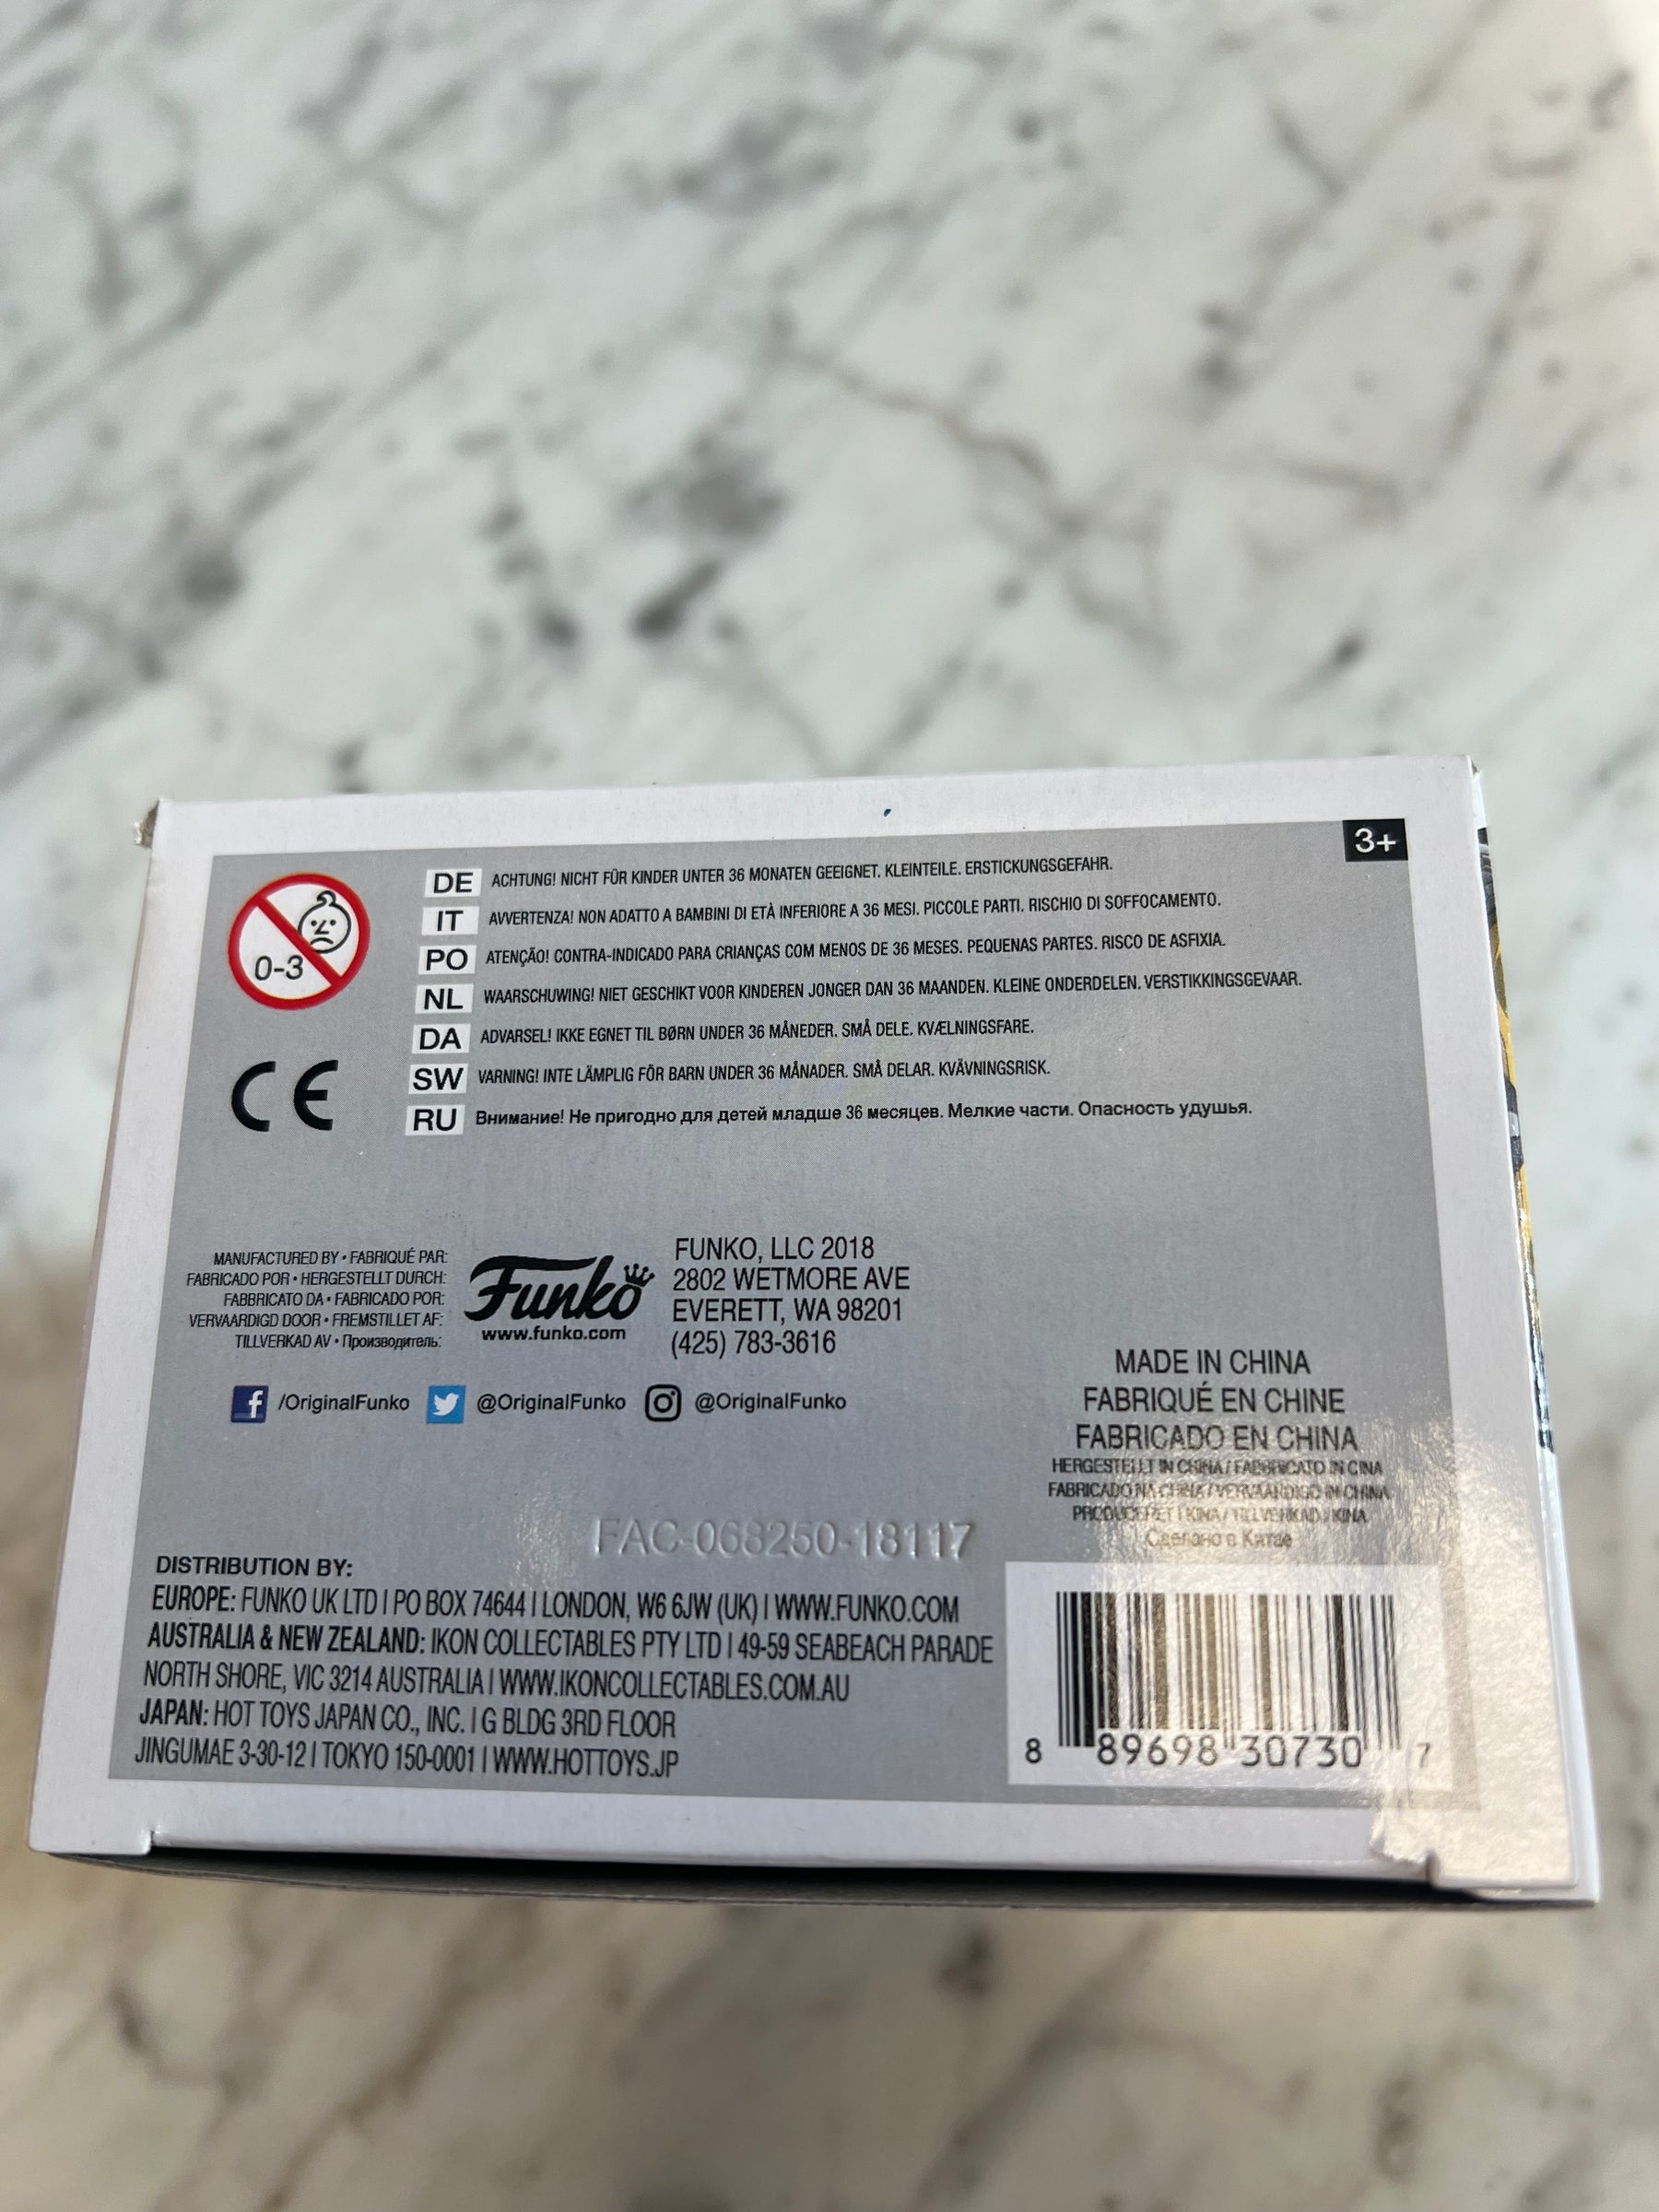 3+
0-3
DE ACHTUNG! NICHT FÜR KINDER UNTER 36 MONATEN GEEIGNET. KLEINTEILE. ERSTICKUNGSGEFAHR.
IT AVVERTENZA! NON ADATTO A BAMBINI DI ETÀ INFERIORE A 36 MESI. PICCOLE PARTI. RISCHIO DI SOFFOCAMENTO.
PO ATENÇÃO! CONTRA-INDICADO PARA CRIANÇAS COM MENOS DE 36 MESES. PEQUENAS PARTES. RISCO DE ASFIXIA.
NL WAARSCHUWING! NIET GESCHIKT VOOR KINDEREN JONGER DAN 36 MAANDEN. KLEINE ONDERDELEN. VERSTIKKINGSGEVAAR.
DA ADVARSEL! IKKE EGNET TIL BØRN UNDER 36 MÅNEDER. SMÅ DELE. KVÆLNINGSFARE.
SW VARNING! INTE LÄMPLIG FÖR BARN UNDER 36 MÅNADER. SMÅ DELAR. KVÄVNINGSRISK.
RU Внимание! Не пригодно для детей младше 36 месяцев. Мелкие части. Опасность удушья.
CE
MANUFACTURED BY • FABRIQUÉ PAR:
FABRICADO POR • HERGESTELLT DURCH:
FABBRICATO DA • FABRICADO POR:
VERVAARDIGD DOOR • FREMSTILLET AF:
TILLVERKAD AV • Производитель:
Funko
www.funko.com
FUNKO, LLC 2018
2802 WETMORE AVE
EVERETT, WA 98201
(425) 783-3616
/OriginalFunko @OriginalFunko @OriginalFunko
MADE IN CHINA
FABRIQUÉ EN CHINE
FABRICADO EN CHINA
HERGESTELLT IN CHINA / FABBRICATO IN CINA
FABRICADO NA CHINA / VERVAARDIGD IN CHINA
PRODUCERET I KINA / TILLVERKAD I KINA
Сделано в Китае
FAC-068250-18117
DISTRIBUTION BY:
EUROPE: FUNKO UK LTD | PO BOX 74644 | LONDON, W6 6JW (UK) | WWW.FUNKO.COM
AUSTRALIA & NEW ZEALAND: IKON COLLECTABLES PTY LTD | 49-59 SEABEACH PARADE
NORTH SHORE, VIC 3214 AUSTRALIA | WWW.IKONCOLLECTABLES.COM.AU
JAPAN: HOT TOYS JAPAN CO., INC. | G BLDG 3RD FLOOR
JINGUMAE 3-30-12 | TOKYO 150-0001 | WWW.HOTTOYS.JP
8 89698 30730 7